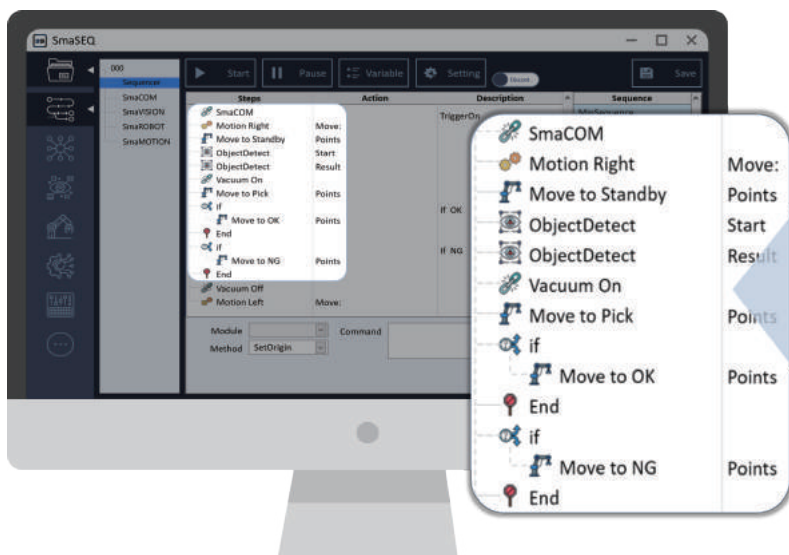 SmaSEQ
000
Sequencer
SmaCOM
SmaVISION
SmaROBOT
SmaMOTION
Start Pause Variable Setting Save
Steps Action Description Sequence
SmaCOM TriggerOn
Motion Right Move:
Move to Standby Points
ObjectDetect Start
ObjectDetect Result
Vacuum On
Move to Pick Points
if If OK
Move to OK Points
End
if If NG
Move to NG Points
End
Vacuum Off
Motion Left Move:
Module Command
Method SetOrigin
SmaCOM
Motion Right Move:
Move to Standby Points
ObjectDetect Start
ObjectDetect Result
Vacuum On
Move to Pick Points
if
Move to OK Points
End
if
Move to NG Points
End